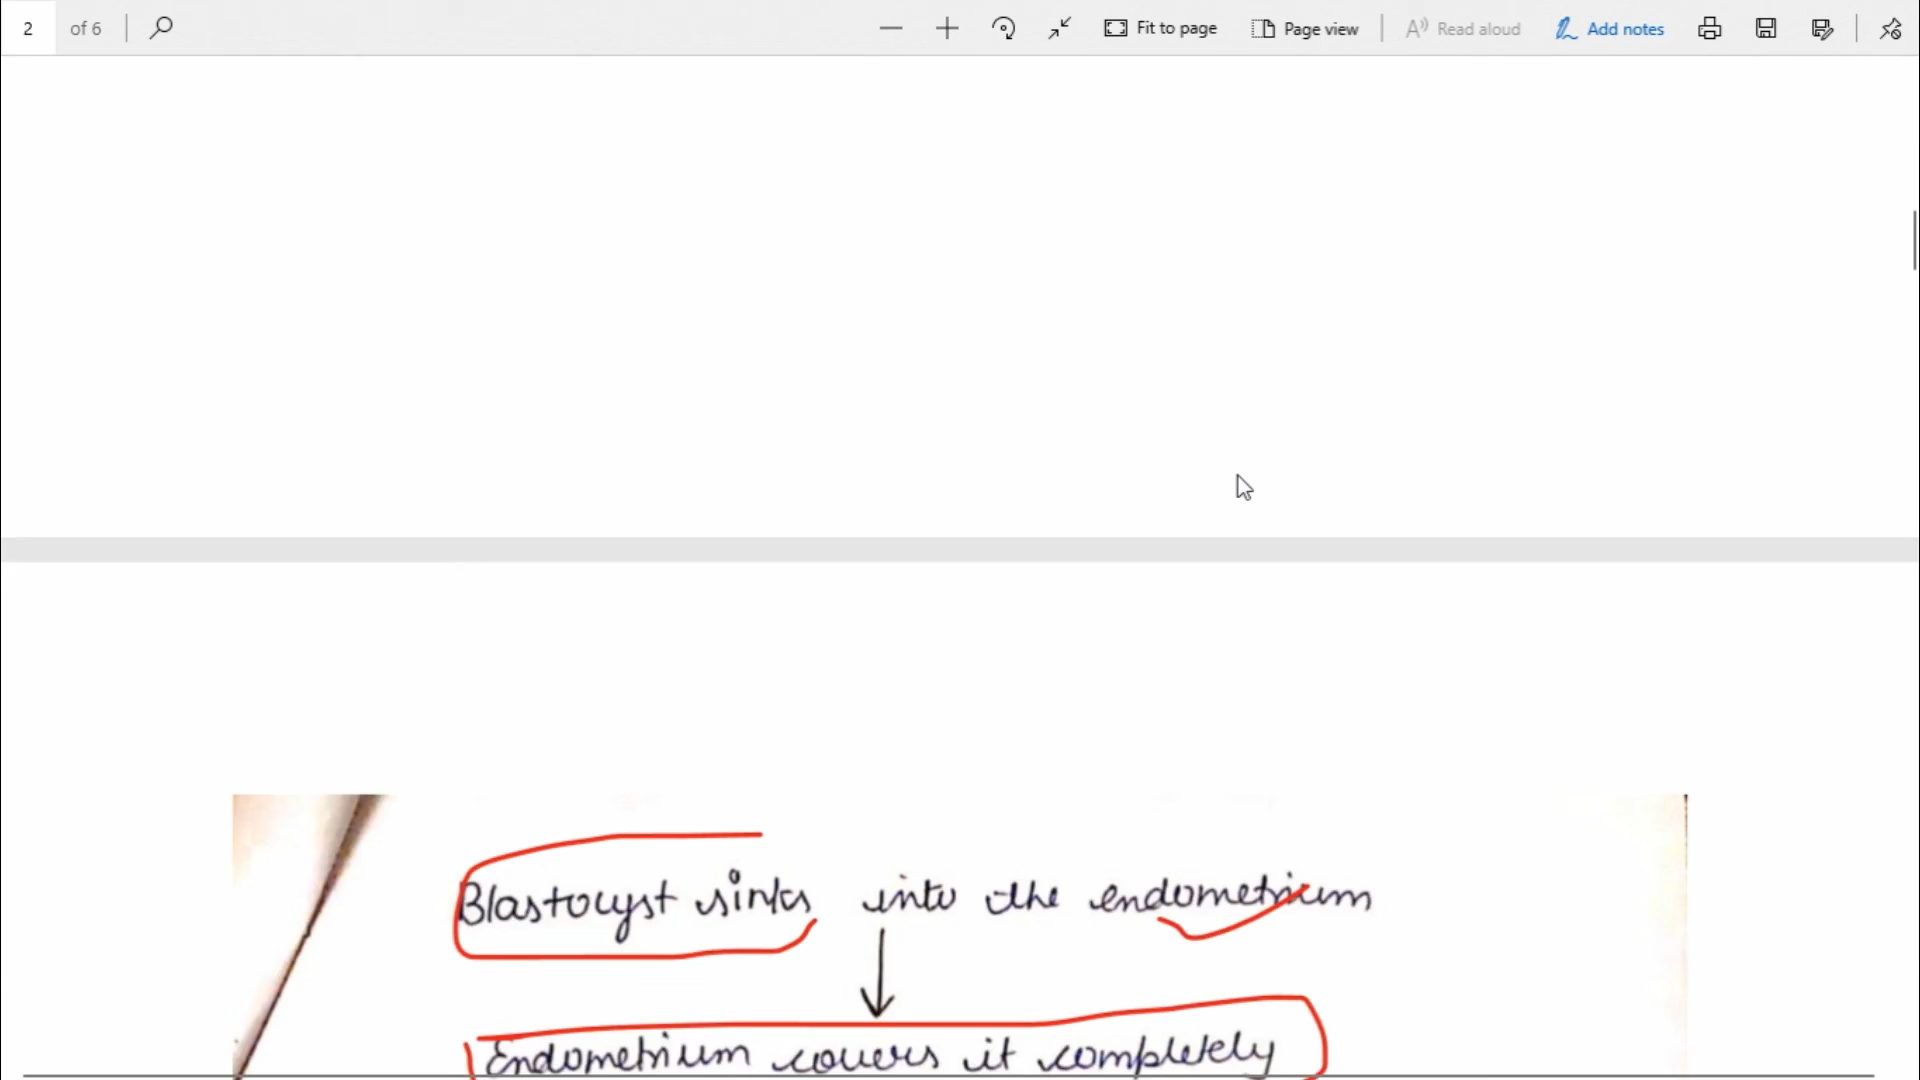 2 of 6 Fit to page Page view Read aloud Add notes
Blastocyst sinks into the endometrium
Endometrium covers it completely